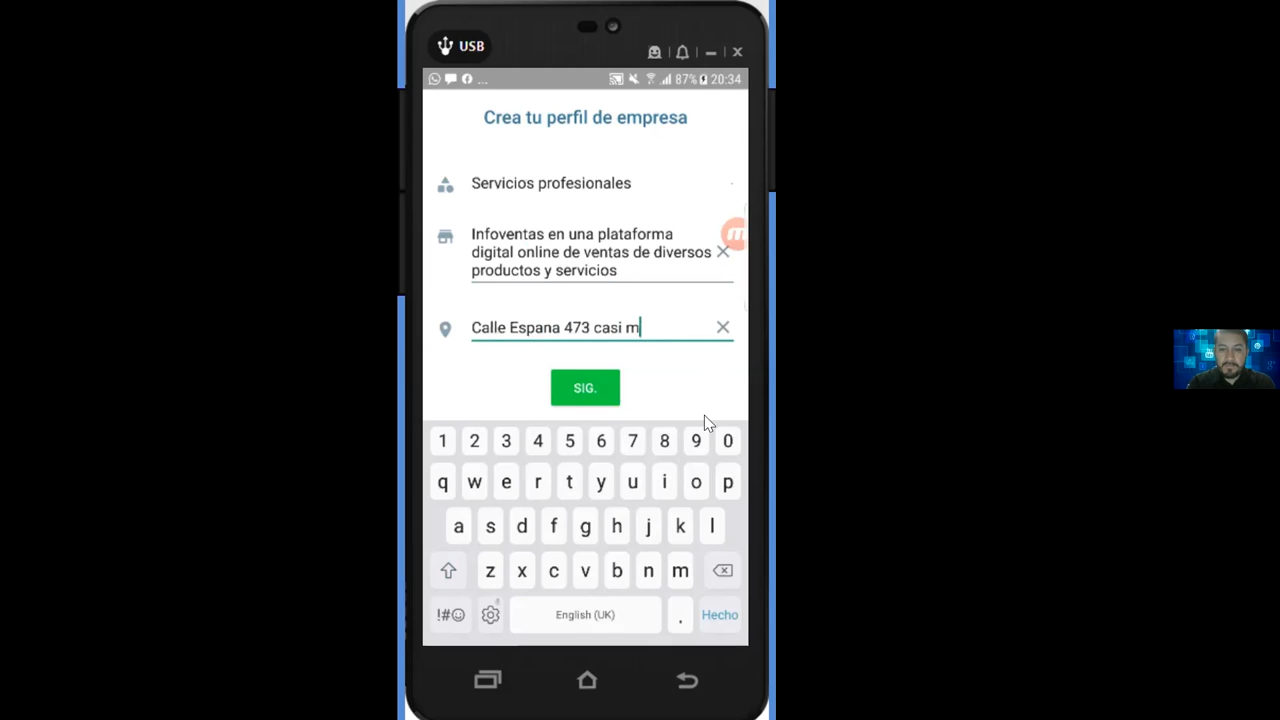 USB
... 87% 20:34
Crea tu perfil de empresa
Servicios profesionales
Infoventas en una plataforma
digital online de ventas de diversos
productos y servicios
Calle Espana 473 casi m
SIG.
1 2 3 4 5 6 7 8 9 0
q w e r t y u i o p
a s d f g h j k l
z x c v b n m
!#☺ English (UK) . Hecho